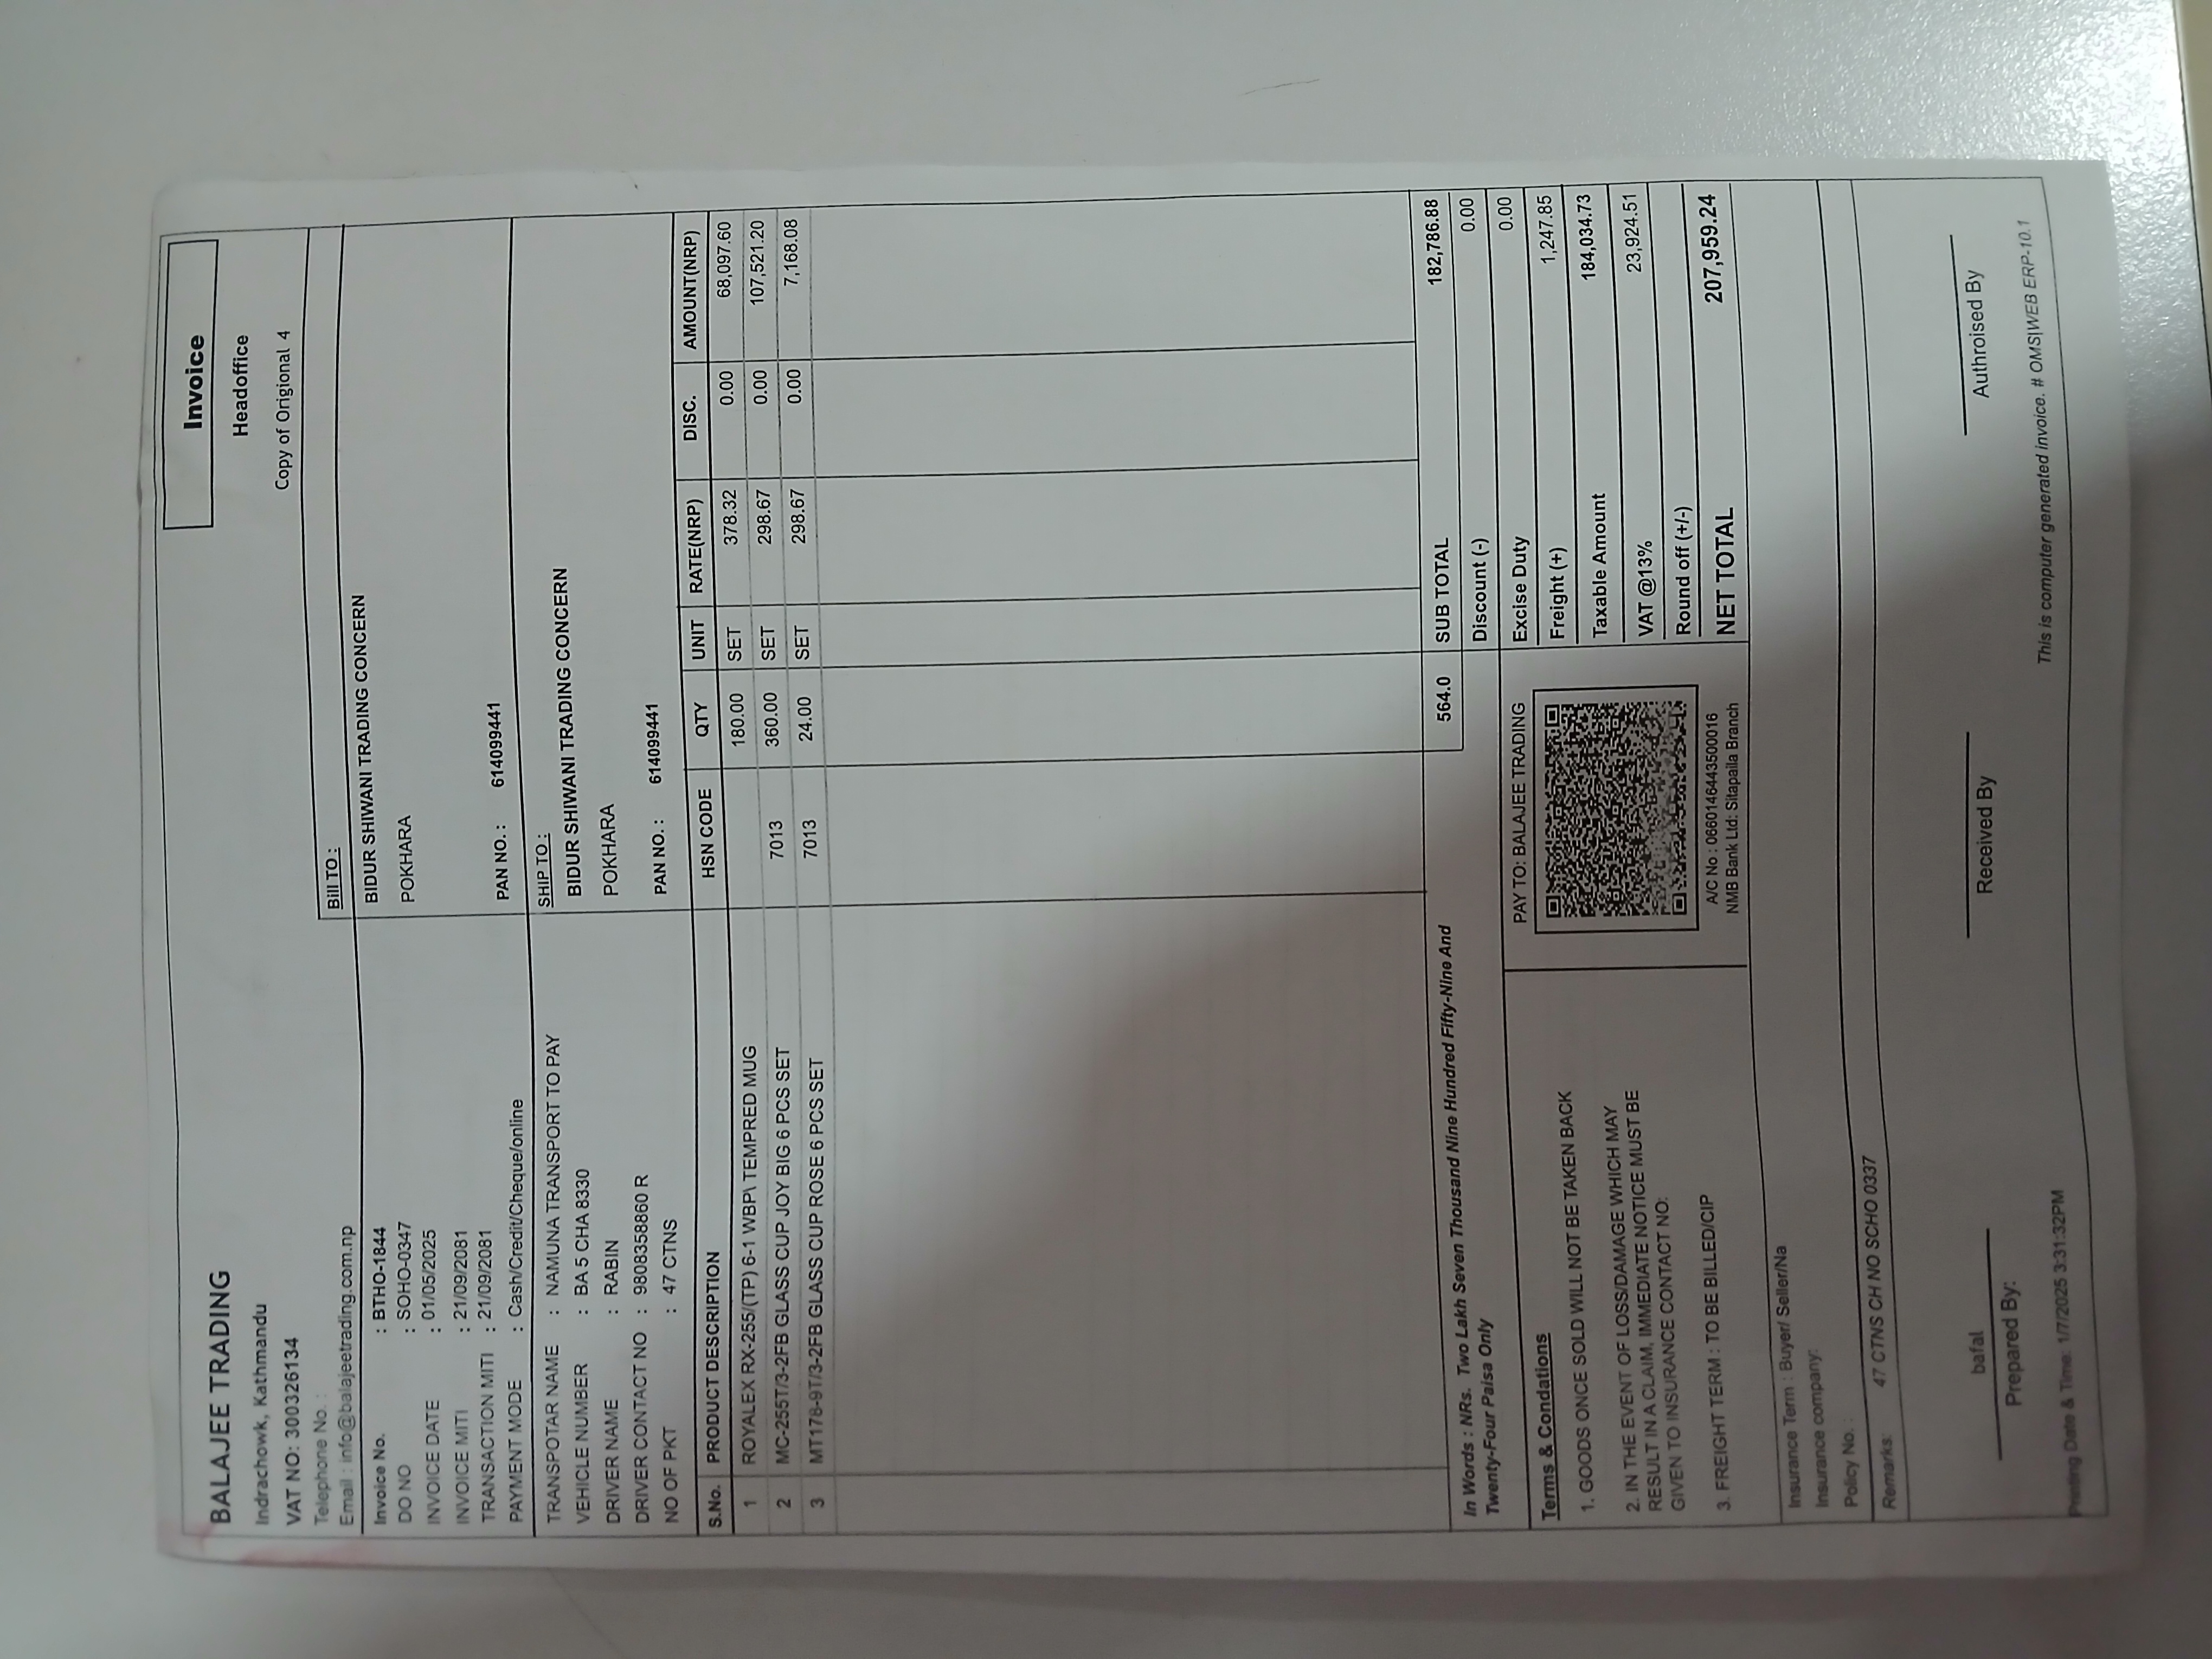 Invoice
Headoffice
Copy of Origional 4
BALAJEE TRADING
Indrachowk, Kathmandu
VAT NO: 300326134
Telephone No. :
Email : info@balajeetrading.com.np
Invoice No. : BTHO-1844
DO NO : SOHO-0347
INVOICE DATE : 01/05/2025
INVOICE MITI : 21/09/2081
TRANSACTION MITI : 21/09/2081
PAYMENT MODE : Cash/Credit/Cheque/online
Bill TO :
BIDUR SHIWANI TRADING CONCERN
POKHARA
PAN NO. : 614099441
TRANSPOTAR NAME : NAMUNA TRANSPORT TO PAY
VEHICLE NUMBER : BA 5 CHA 8330
DRIVER NAME : RABIN
DRIVER CONTACT NO : 9808358860 R
NO OF PKT : 47 CTNS
SHIP TO :
BIDUR SHIWANI TRADING CONCERN
POKHARA
PAN NO. : 614099441
S.No. PRODUCT DESCRIPTION HSN CODE QTY UNIT RATE(NRP) DISC. AMOUNT(NRP)
1 ROYALEX RX-255/(TP) 6-1 WBP\ TEMPRED MUG 180.00 SET 378.32 0.00 68,097.60
2 MC-255T/3-2FB GLASS CUP JOY BIG 6 PCS SET 7013 360.00 SET 298.67 0.00 107,521.20
3 MT178-9T/3-2FB GLASS CUP ROSE 6 PCS SET 7013 24.00 SET 298.67 0.00 7,168.08
564.0
In Words : NRs. Two Lakh Seven Thousand Nine Hundred Fifty-Nine And
Twenty-Four Paisa Only
SUB TOTAL 182,786.88
Discount (-) 0.00
Excise Duty 0.00
Freight (+) 1,247.85
Taxable Amount 184,034.73
VAT @13% 23,924.51
Round off (+/-)
NET TOTAL 207,959.24
Terms & Condations
1. GOODS ONCE SOLD WILL NOT BE TAKEN BACK
2. IN THE EVENT OF LOSS/DAMAGE WHICH MAY
RESULT IN A CLAIM, IMMEDIATE NOTICE MUST BE
GIVEN TO INSURANCE CONTACT NO:
3. FREIGHT TERM : TO BE BILLED/CIP
PAY TO: BALAJEE TRADING
A/C No : 0660146443500016
NMB Bank Ltd: Sitapaila Branch
Insurance Term : Buyer/ Seller/Na
Insurance company:
Policy No. :
Remarks: 47 CTNS CH NO SCHO 0337
bafal
Prepared By:
Received By
Authroised By
This is computer generated invoice. # OMS|WEB ERP-10.1
Printing Date & Time: 1/7/2025 3:31:32PM